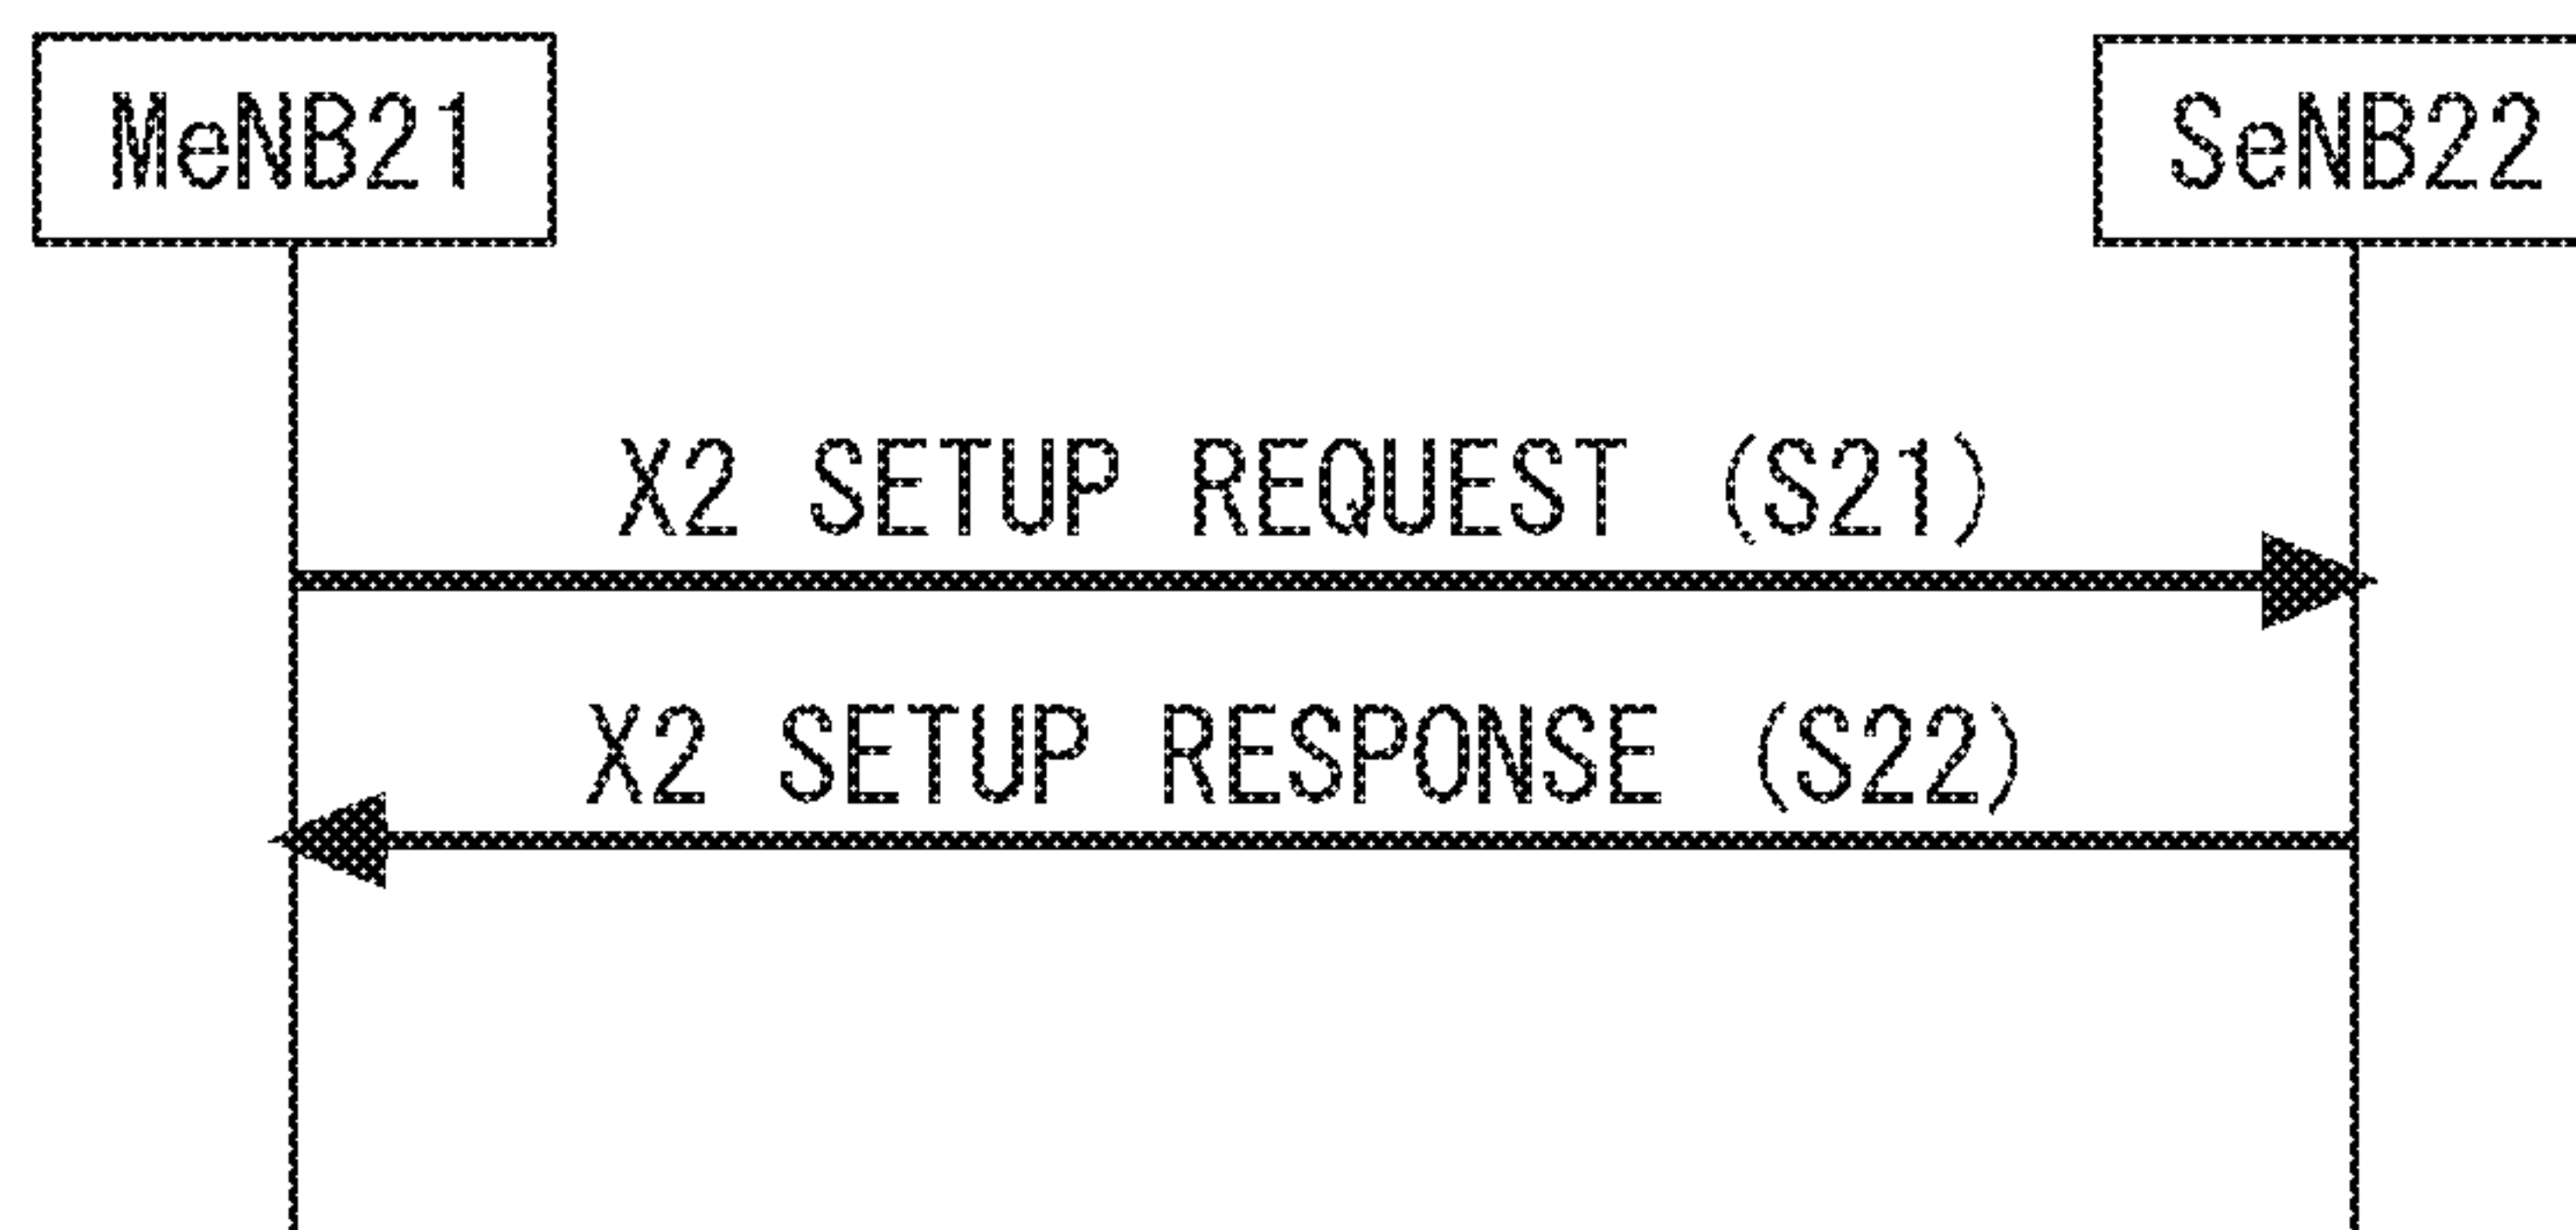 MeNB21
SeNB22
X2 SETUP REQUEST (S21)
X2 SETUP RESPONSE (S22)